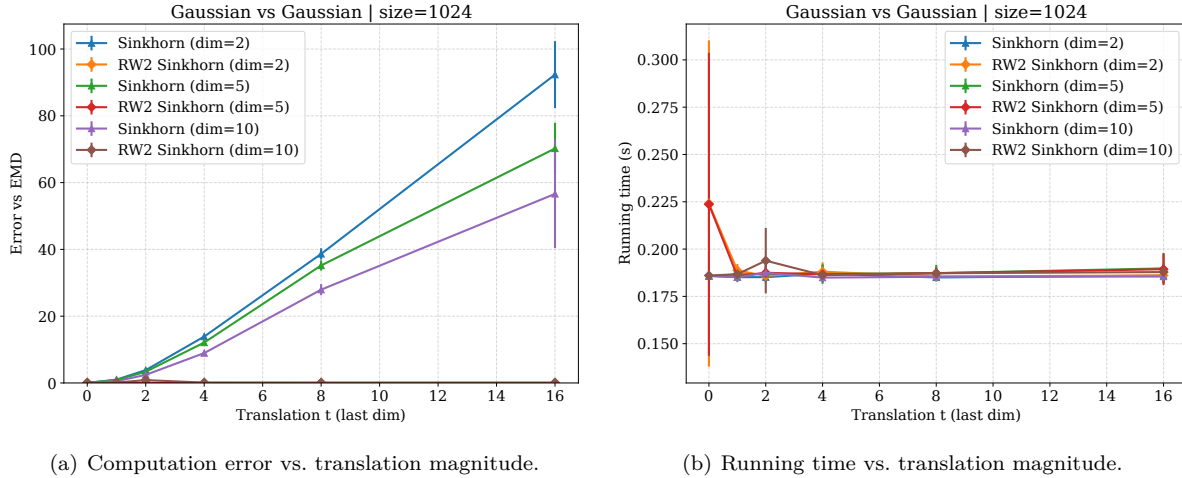 Gaussian vs Gaussian | size=1024
100
80
60
40
20
0
Error vs EMD
Sinkhorn (dim=2)
RW2 Sinkhorn (dim=2)
Sinkhorn (dim=5)
RW2 Sinkhorn (dim=5)
Sinkhorn (dim=10)
RW2 Sinkhorn (dim=10)
0 2 4 6 8 10 12 14 16
Translation t (last dim)
(a) Computation error vs. translation magnitude.
Gaussian vs Gaussian | size=1024
0.300
0.275
0.250
0.225
0.200
0.175
0.150
Running time (s)
Sinkhorn (dim=2)
RW2 Sinkhorn (dim=2)
Sinkhorn (dim=5)
RW2 Sinkhorn (dim=5)
Sinkhorn (dim=10)
RW2 Sinkhorn (dim=10)
0 2 4 6 8 10 12 14 16
Translation t (last dim)
(b) Running time vs. translation magnitude.